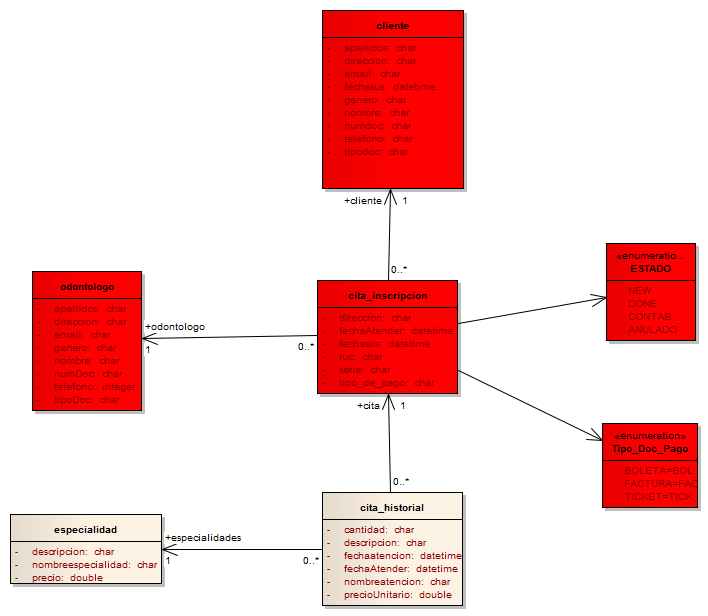 cliente
- apellidos: char
- direccion: char
- email: char
- fechasus: datetime
- genero: char
- nombre: char
- numdoc: char
- telefono: char
- tipodoc: char
+cliente 1
0..*
«enumeratio...
ESTADO
NEW
DONE
CONTAB
ANULADO
odontologo
- apellidos: char
- direccion: char
- email: char
- genero: char
- nombre: char
- numDoc: char
- telefono: integer
- tipoDoc: char
+odontologo
1
0..*
cita_inscripcion
- direccion: char
- fechaAtender: datetime
- fechasus: datetime
- ruc: char
- serie: char
- tipo_de_pago: char
+cita 1
0..*
«enumeration»
Tipo_Doc_Pago
BOLETA=BOL
FACTURA=FAC
TICKET=TICK
especialidad
- descripcion: char
- nombreespecialidad: char
- precio: double
+especialidades
1
0..*
cita_historial
- cantidad: char
- descripcion: char
- fechaatencion: datetime
- fechaAtender: datetime
- nombreatencion: char
- precioUnitario: double